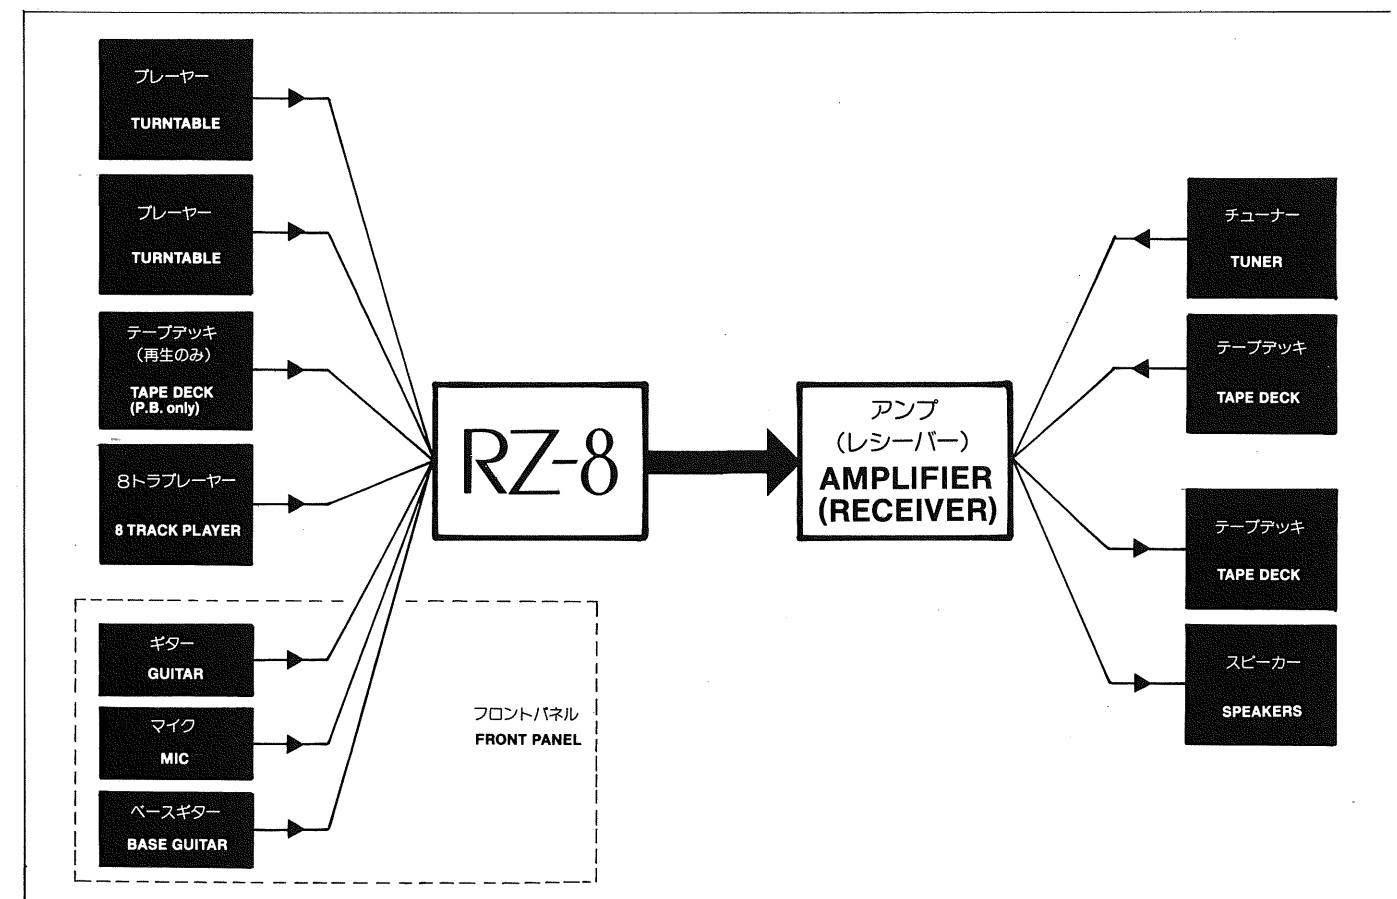 プレーヤー
TURNTABLE
プレーヤー
TURNTABLE
テープデッキ
(再生のみ)
TAPE DECK
(P.B. only)
8トラプレーヤー
8 TRACK PLAYER
ギター
GUITAR
マイク
MIC
ベースギター
BASE GUITAR
フロントパネル
FRONT PANEL
RZ-8
アンプ
(レシーバー)
AMPLIFIER
(RECEIVER)
チューナー
TUNER
テープデッキ
TAPE DECK
テープデッキ
TAPE DECK
スピーカー
SPEAKERS